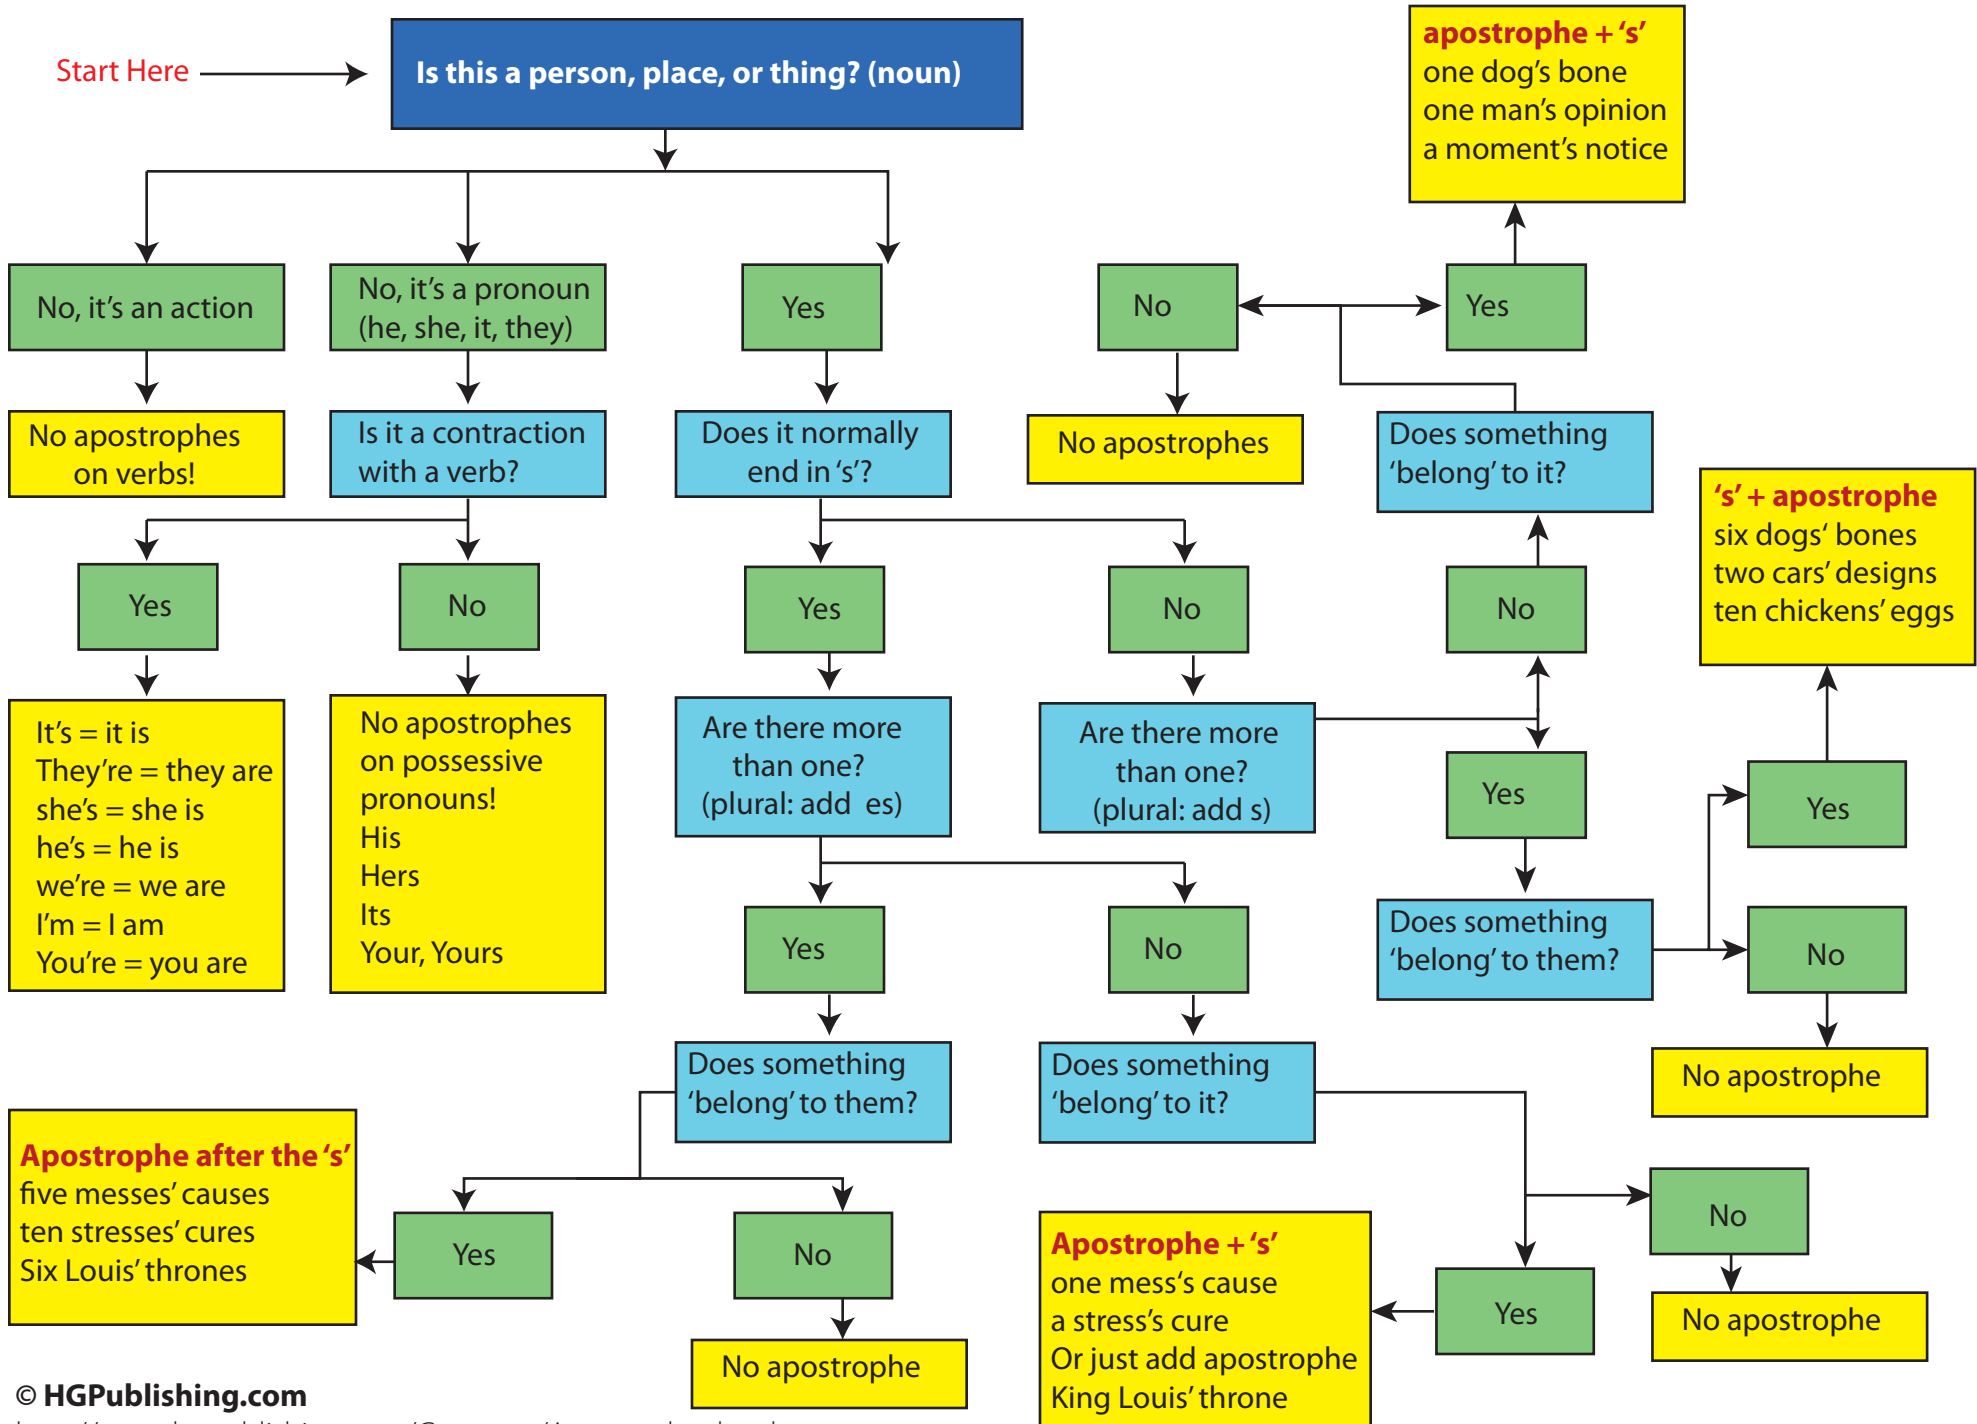 Start Here
Is this a person, place, or thing? (noun)
apostrophe + ‘s’
one dog’s bone
one man’s opinion
a moment’s notice
No, it’s an action
No, it’s a pronoun
(he, she, it, they)
Yes
No
Yes
No apostrophes
on verbs!
Is it a contraction
with a verb?
Does it normally
end in ‘s’?
No apostrophes
Does something
‘belong’ to it?
‘s’ + apostrophe
six dogs‘ bones
two cars’ designs
ten chickens’ eggs
Yes
No
Yes
No
No
It’s = it is
They’re = they are
she’s = she is
he’s = he is
we’re = we are
I’m = I am
You’re = you are
No apostrophes
on possessive
pronouns!
His
Hers
Its
Your, Yours
Are there more
than one?
(plural: add es)
Are there more
than one?
(plural: add s)
Yes
Yes
Yes
No
Does something
‘belong’ to them?
No
No apostrophe
Does something
‘belong’ to them?
Does something
‘belong’ to it?
Apostrophe after the ‘s’
five messes’ causes
ten stresses’ cures
Six Louis’ thrones
Yes
No
No apostrophe
Apostrophe + ‘s’
one mess‘s cause
a stress’s cure
Or just add apostrophe
King Louis’ throne
Yes
No
No apostrophe
© HGPublishing.com